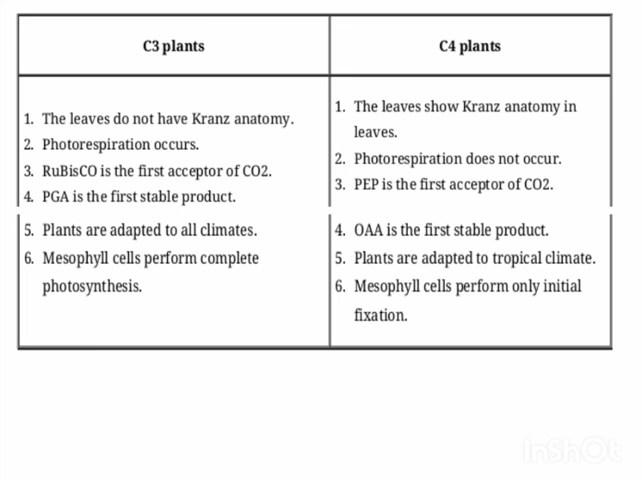 C3 plants
C4 plants
1. The leaves do not have Kranz anatomy.
2. Photorespiration occurs.
3. RuBisCO is the first acceptor of CO2.
4. PGA is the first stable product.
5. Plants are adapted to all climates.
6. Mesophyll cells perform complete
photosynthesis.
1. The leaves show Kranz anatomy in
leaves.
2. Photorespiration does not occur.
3. PEP is the first acceptor of CO2.
4. OAA is the first stable product.
5. Plants are adapted to tropical climate.
6. Mesophyll cells perform only initial
fixation.
InShOt